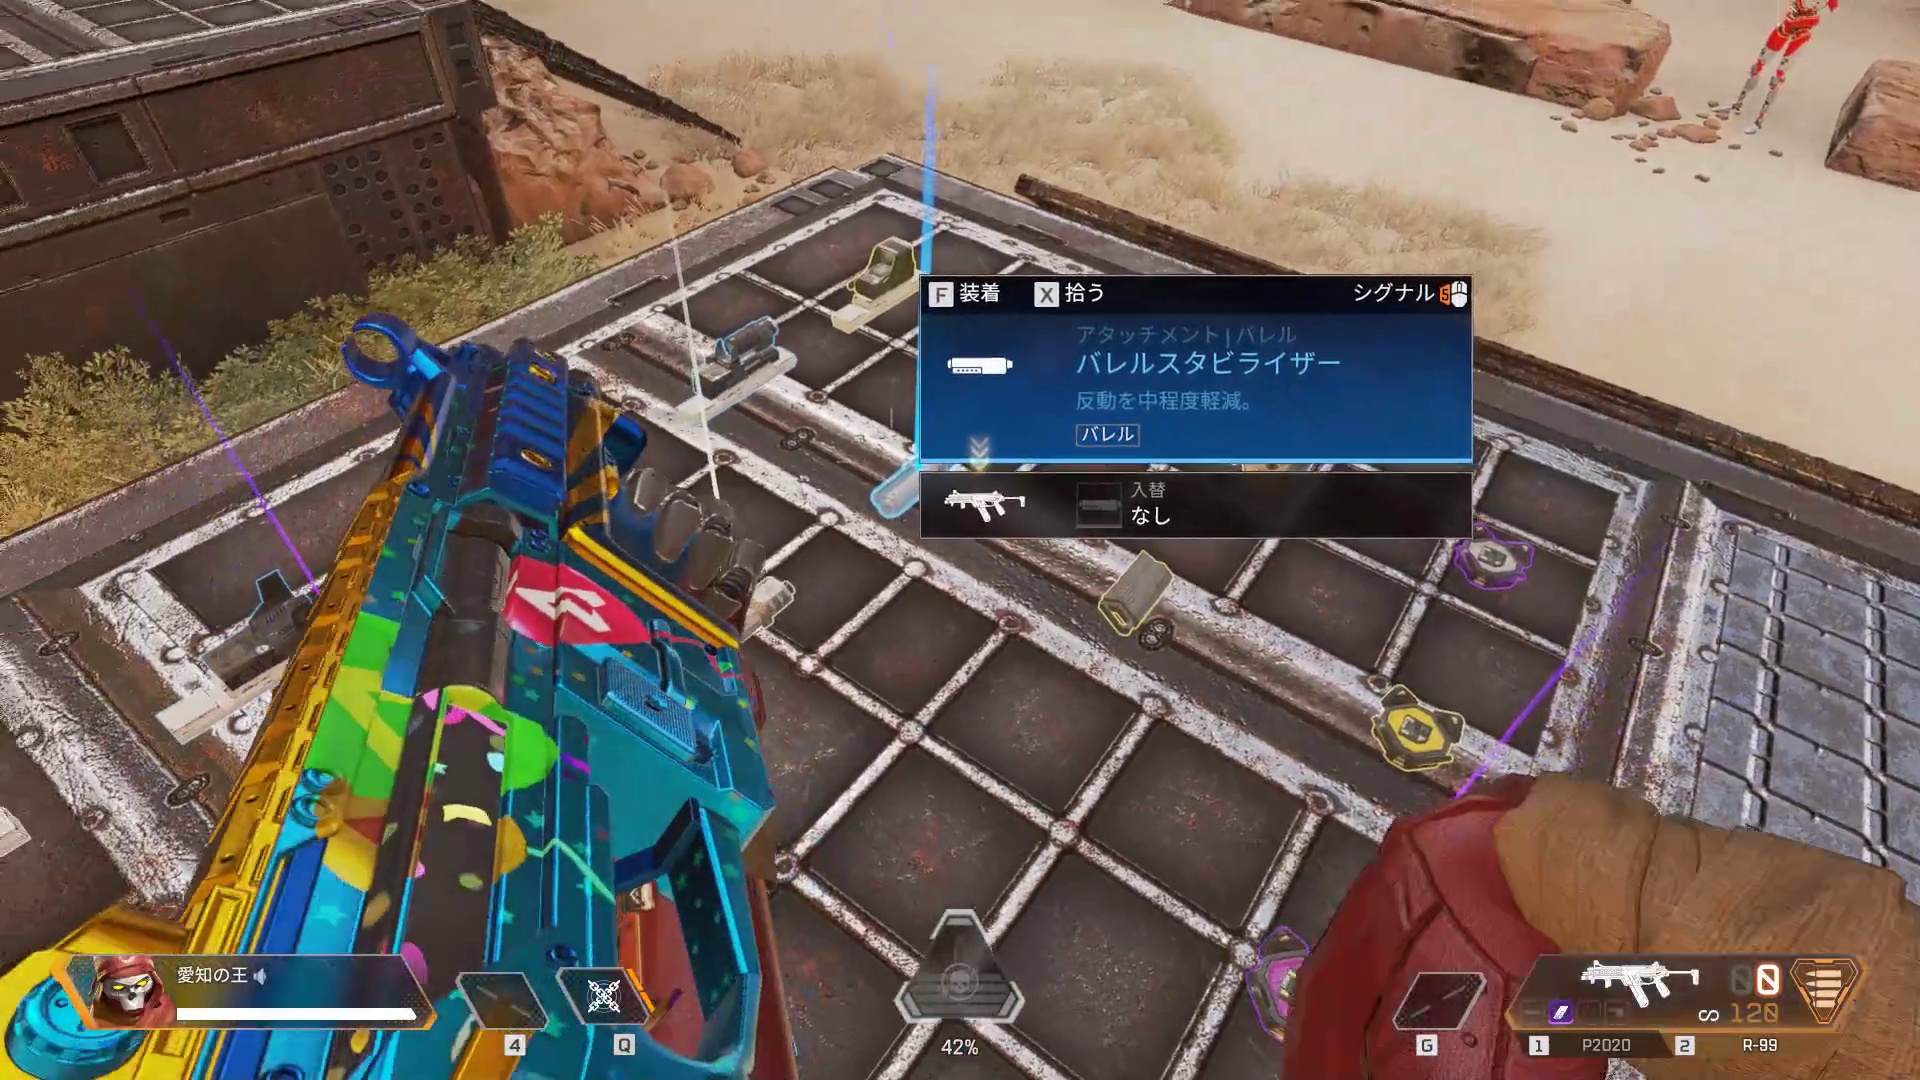 F 装着 X 拾う シグナル 5
アタッチメント | バレル
バレルスタビライザー
反動を中程度軽減。
バレル
入替
なし
愛知の王
4
Q
42%
G
00
∞ 120
1 P2020 2 R-99